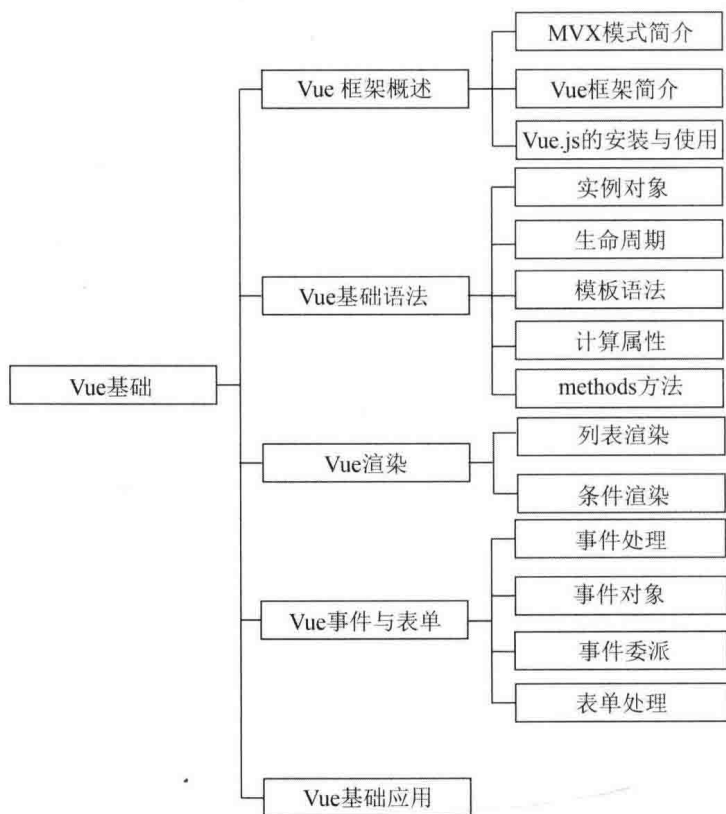 Vue基础
Vue 框架概述
MVX模式简介
Vue框架简介
Vue.js的安装与使用
Vue基础语法
实例对象
生命周期
模板语法
计算属性
methods方法
Vue渲染
列表渲染
条件渲染
Vue事件与表单
事件处理
事件对象
事件委派
表单处理
Vue基础应用